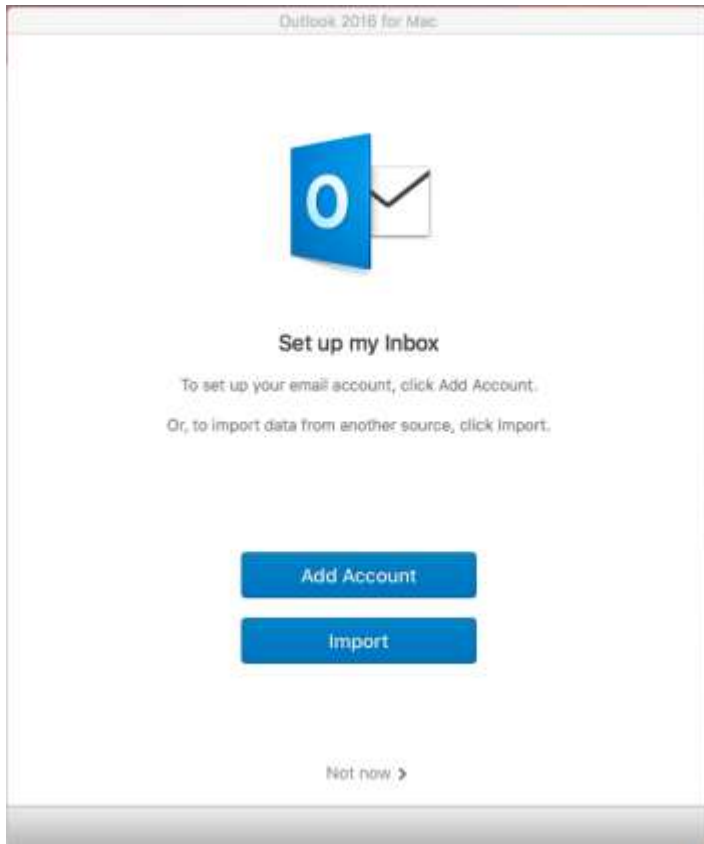 Outlook 2016 for Mac
O
Set up my Inbox
To set up your email account, click Add Account.
Or, to import data from another source, click Import.
Add Account
Import
Not now >